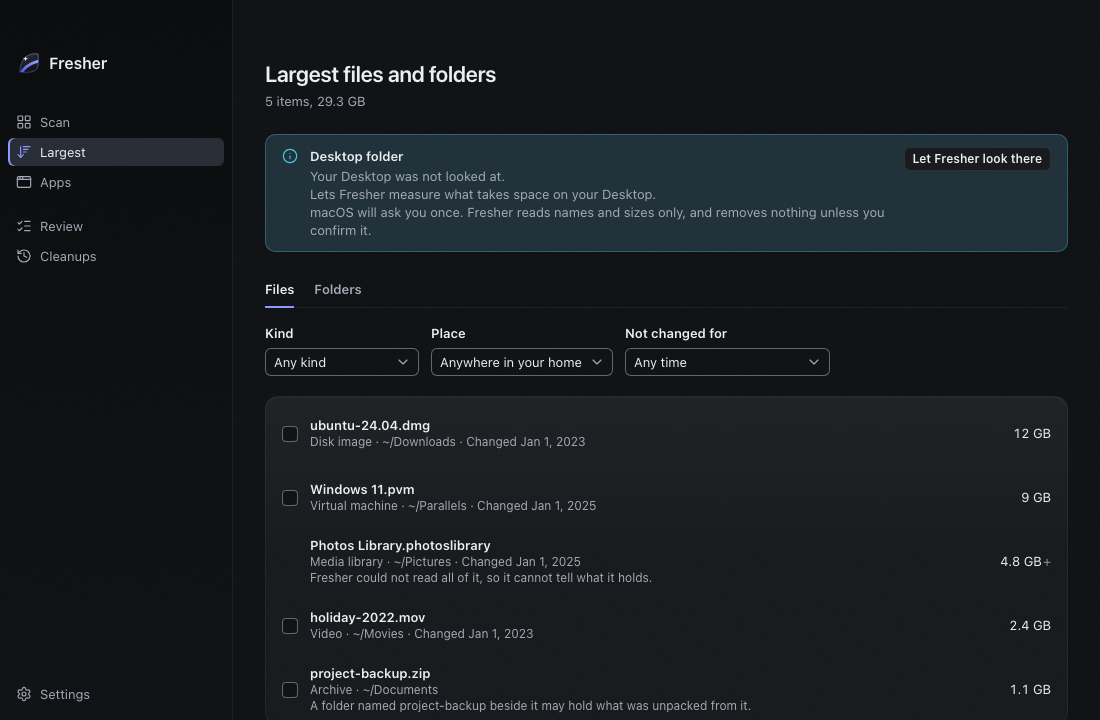 Fresher
Scan
Largest
Apps
Review
Cleanups
Settings
Largest files and folders
5 items, 29.3 GB
Desktop folder
Let Fresher look there
Your Desktop was not looked at.
Lets Fresher measure what takes space on your Desktop.
macOS will ask you once. Fresher reads names and sizes only, and removes nothing unless you
confirm it.
Files
Folders
Kind
Place
Not changed for
Any kind
Anywhere in your home
Any time
ubuntu-24.04.dmg
Disk image · ~/Downloads · Changed Jan 1, 2023
12 GB
Windows 11.pvm
Virtual machine · ~/Parallels · Changed Jan 1, 2025
9 GB
Photos Library.photoslibrary
Media library · ~/Pictures · Changed Jan 1, 2025
Fresher could not read all of it, so it cannot tell what it holds.
4.8 GB+
holiday-2022.mov
Video · ~/Movies · Changed Jan 1, 2023
2.4 GB
project-backup.zip
Archive · ~/Documents
A folder named project-backup beside it may hold what was unpacked from it.
1.1 GB